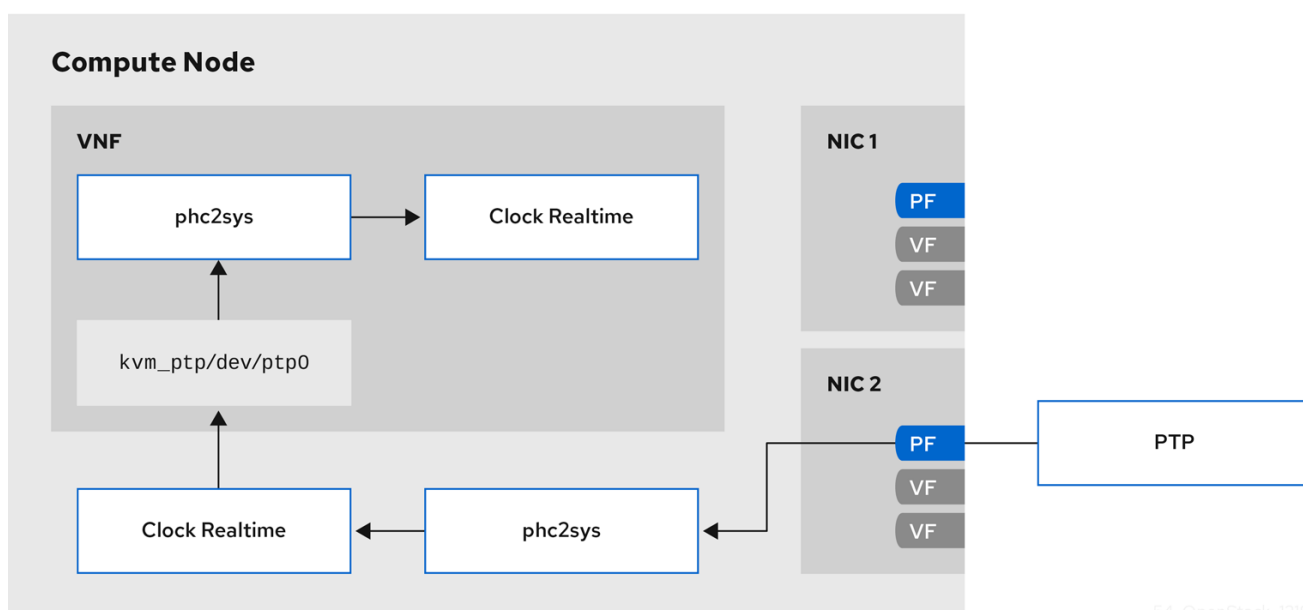 Compute Node
VNF
NIC 1
phc2sys
Clock Realtime
PF
VF
VF
kvm_ptp/dev/ptp0
NIC 2
PF
PTP
VF
Clock Realtime
phc2sys
VF